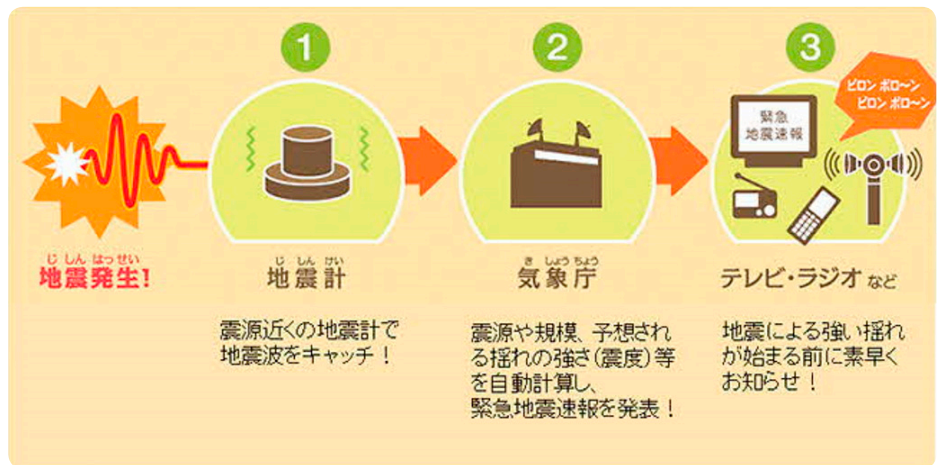 1
2
3
ピロン ポロ〜ン
ピロン ポロ〜ン
緊急
地震速報
じ しん はっ せい
地震発生!
じ しん けい
地震計
き しょう ちょう
気象庁
テレビ・ラジオ など
震源近くの地震計で
地震波をキャッチ！
震源や規模、予想され
る揺れの強さ(震度)等
を自動計算し、
緊急地震速報を発表！
地震による強い揺れ
が始まる前に素早く
お知らせ！